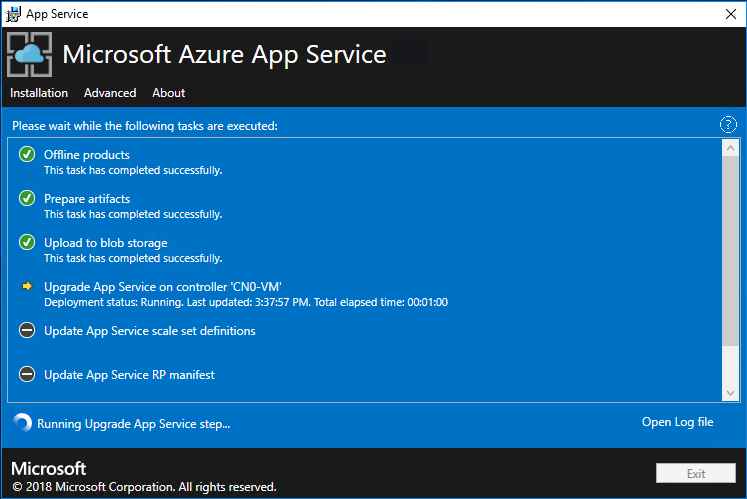 App Service
Microsoft Azure App Service
Installation Advanced About
Please wait while the following tasks are executed:
?
Offline products
This task has completed successfully.
Prepare artifacts
This task has completed successfully.
Upload to blob storage
This task has completed successfully.
Upgrade App Service on controller 'CN0-VM'
Deployment status: Running. Last updated: 3:37:57 PM. Total elapsed time: 00:01:00
Update App Service scale set definitions
Update App Service RP manifest
Running Upgrade App Service step...
Open Log file
Microsoft
© 2018 Microsoft Corporation. All rights reserved.
Exit